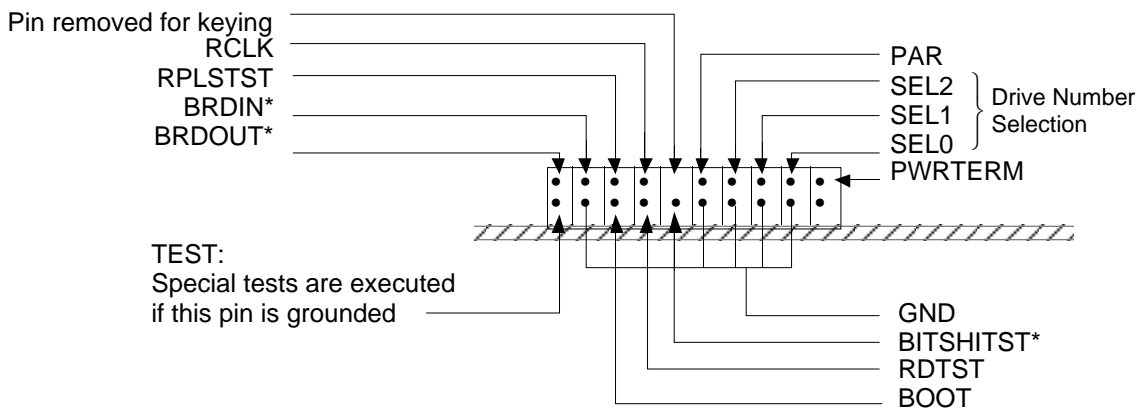 Pin removed for keying
RCLK
RPLSTST
BRDIN*
BRDOUT*
PAR
SEL2
SEL1
SEL0
Drive Number
Selection
PWRTERM
TEST:
Special tests are executed
if this pin is grounded
GND
BITSHITST*
RDTST
BOOT